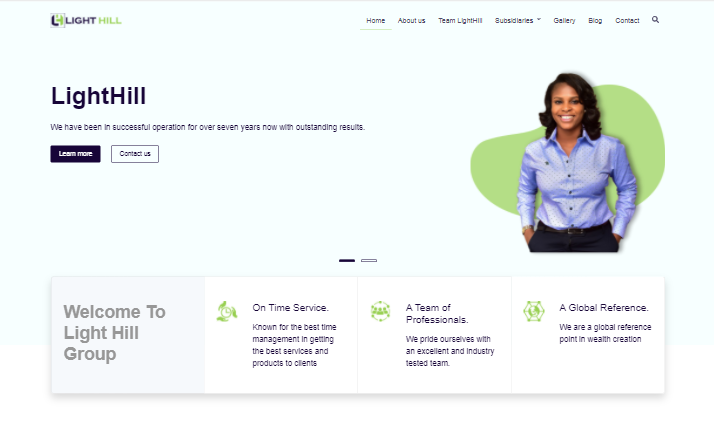 LIGHT HILL
Home About us Team LightHill Subsidiaries Gallery Blog Contact
LightHill
We have been in successful operation for over seven years now with outstanding results.
Learn more Contact us
Welcome To
Light Hill
Group
On Time Service.
Known for the best time
management in getting
the best services and
products to clients
A Team of
Professionals.
We pride ourselves with
an excellent and industry
tested team.
A Global Reference.
We are a global reference
point in wealth creation